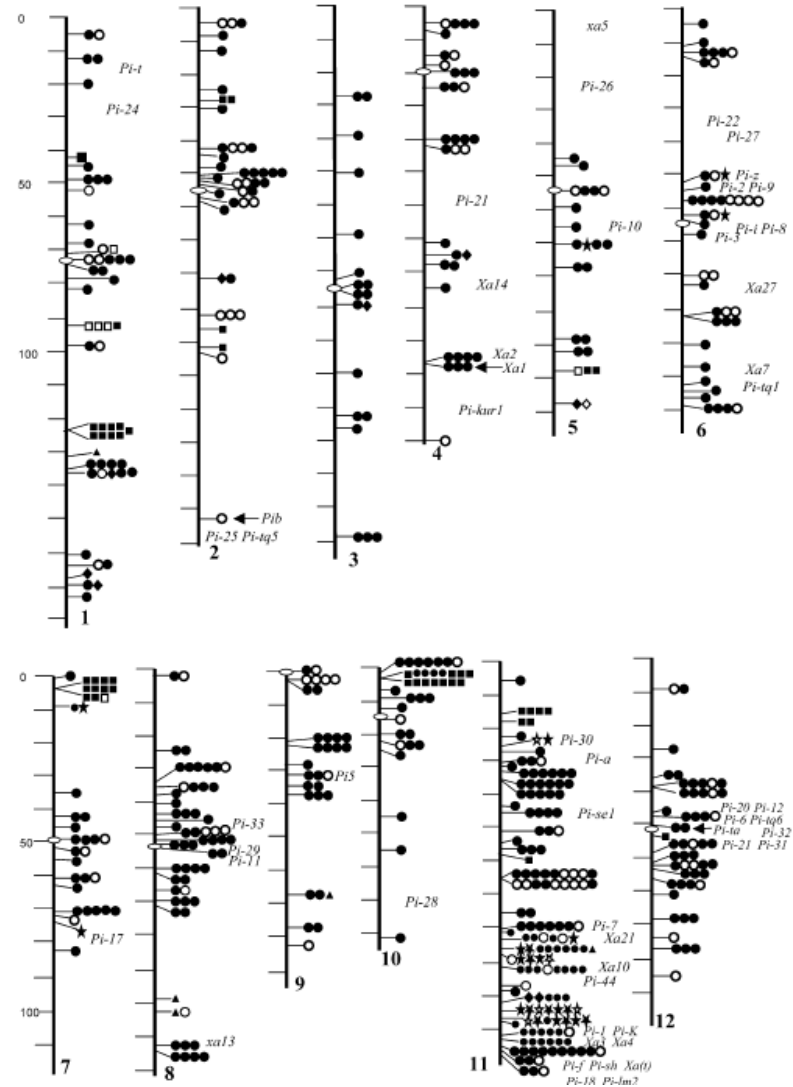 0
50
100
Pi-t
Pi-24
1
Pib
Pi-25 Pi-tq5
2
3
Pi-21
Xa14
Xa2
Xa1
Pi-kur1
4
xa5
Pi-26
Pi-10
5
Pi-22
Pi-27
Pi-z
Pi-2 Pi-9
Pi-i Pi-8
Pi-3
Xa27
Xa7
Pi-tq1
6
0
50
100
Pi-17
7
Pi-33
Pi-29
Pi-11
xa13
8
Pi5
9
Pi-28
10
Pi-30
Pi-a
Pi-se1
Pi-7
Xa21
Xa10
Pi-44
Pi-1 Pi-K
Xa3 Xa4
Pi-f Pi-sh Xa(t)
Pi-18 Pi-lm2
11
Pi-20 Pi-12
Pi-6 Pi-tq6
Pi-ta Pi-32
Pi-21 Pi-31
12